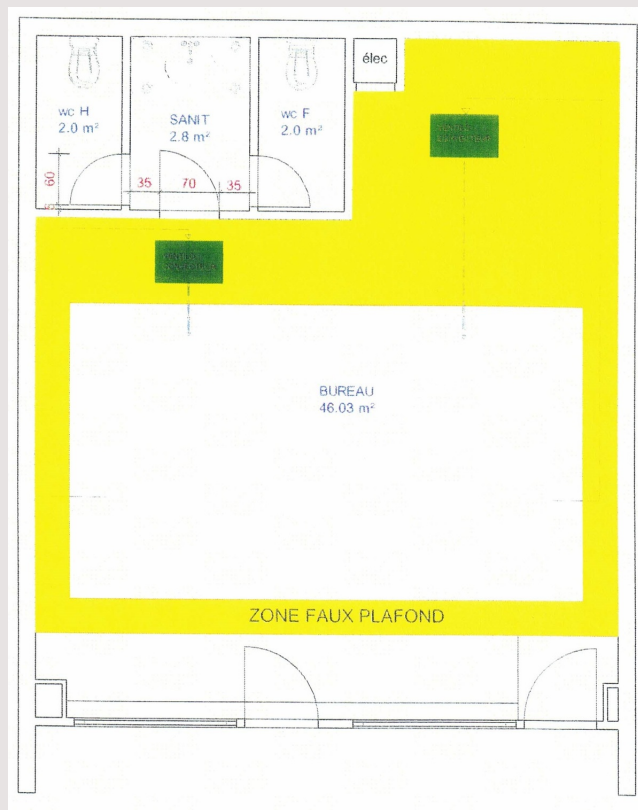 élec
wc H
2.0 m²
SANIT
2.8 m²
wc F
2.0 m²
60
5
35
70
35
BUREAU
46.03 m²
ZONE FAUX PLAFOND